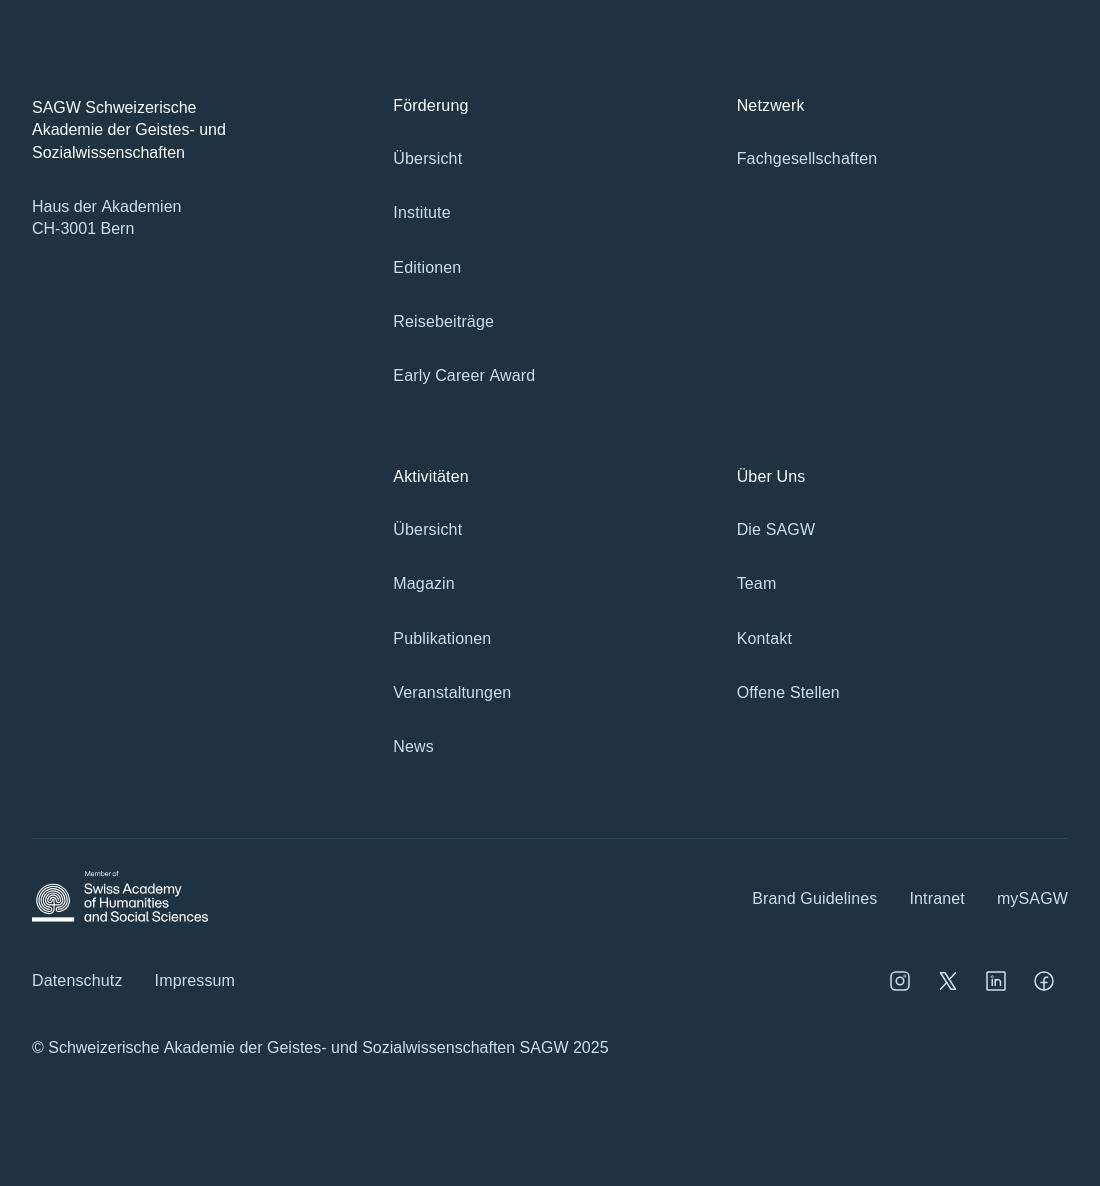 SAGW Schweizerische
Akademie der Geistes- und
Sozialwissenschaften
Haus der Akademien
CH-3001 Bern
Förderung
Übersicht
Institute
Editionen
Reisebeiträge
Early Career Award
Netzwerk
Fachgesellschaften
Aktivitäten
Übersicht
Magazin
Publikationen
Veranstaltungen
News
Über Uns
Die SAGW
Team
Kontakt
Offene Stellen
Member of
Swiss Academy
of Humanities
and Social Sciences
Brand Guidelines
Intranet
mySAGW
Datenschutz
Impressum
© Schweizerische Akademie der Geistes- und Sozialwissenschaften SAGW 2025